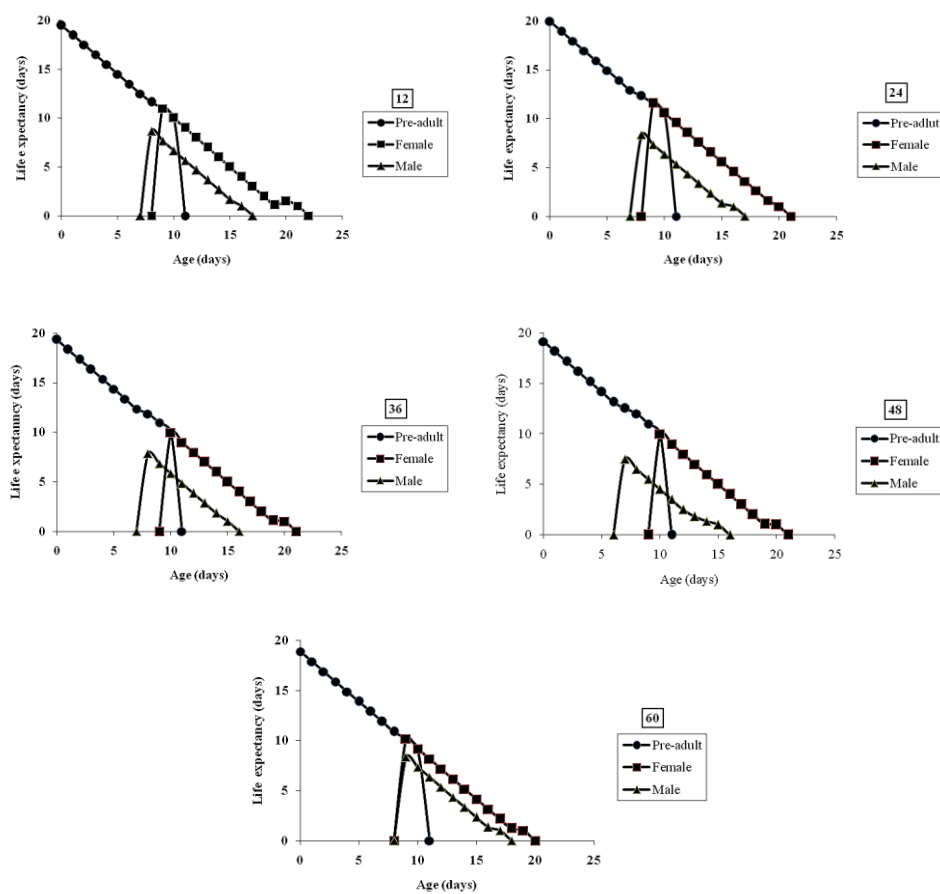 Life e xpectancy (days)
20
15
10
5
0
0 5 10 15 20 25
Age (days)
12
Pre-adult
Female
Male
Life e xpectancy (days)
20
15
10
5
0
0 5 10 15 20 25
Age (days)
24
Pre-adlut
Female
Male
Life e xpectanncy (days)
20
15
10
5
0
0 5 10 15 20 25
Age (days)
36
Pre-adult
Female
Male
Life expectancy (days)
20
15
10
5
0
0 5 10 15 20 25
Age (days)
48
Pre-adult
Female
Male
Life expectancy (days)
20
15
10
5
0
0 5 10 15 20 25
Age (days)
60
Pre-adult
Female
Male